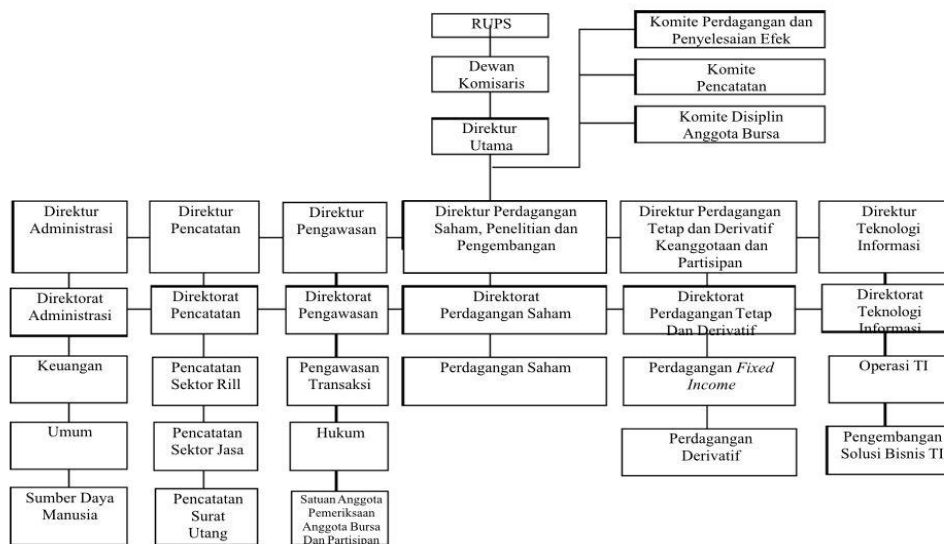 RUPS
Komite Perdagangan dan
Penyelesaian Efek
Dewan
Komisaris
Komite
Pencatatan
Direktur
Utama
Komite Disiplin
Anggota Bursa
Direktur
Administrasi
Direktur
Pencatatan
Direktur
Pengawasan
Direktur Perdagangan
Saham, Penelitian dan
Pengembangan
Direktur Perdagangan
Tetap dan Derivatif
Keanggotaan dan
Partisipan
Direktur
Teknologi
Informasi
Direktorat
Administrasi
Direktorat
Pencatatan
Direktorat
Pengawasan
Direktorat
Perdagangan Saham
Direktorat
Perdagangan Tetap
Dan Derivatif
Direktorat
Teknologi
Informasi
Keuangan
Pencatatan
Sektor Rill
Pengawasan
Transaksi
Perdagangan Saham
Perdagangan Fixed
Income
Operasi TI
Umum
Pencatatan
Sektor Jasa
Hukum
Perdagangan
Derivatif
Pengembangan
Solusi Bisnis TI
Sumber Daya
Manusia
Pencatatan
Surat
Utang
Satuan Anggota
Pemeriksaan
Anggota Bursa
Dan Partisipan